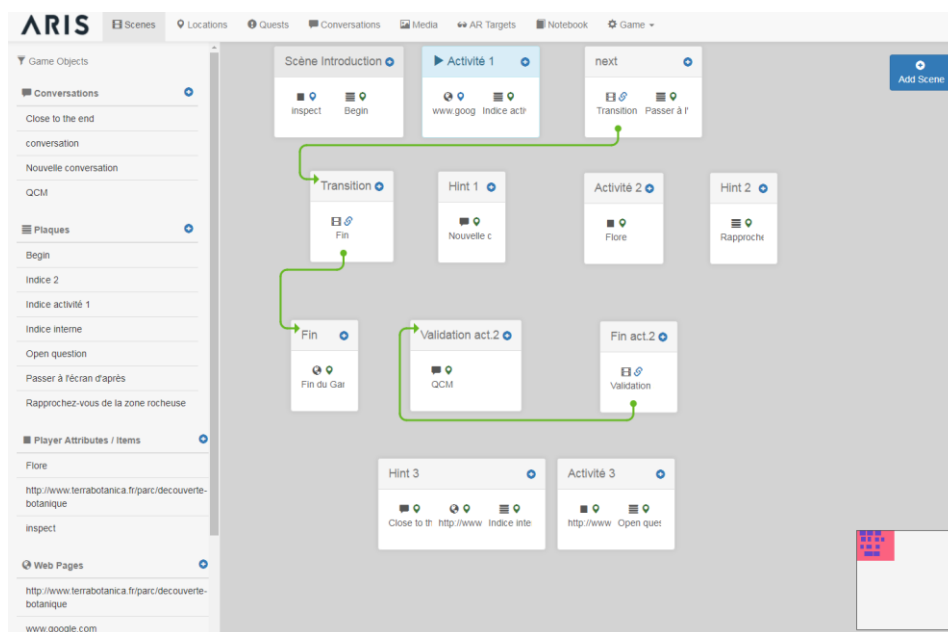 ARIS Scenes Locations Quests Conversations Media AR Targets Notebook Game
Game Objects
Conversations
Close to the end
conversation
Nouvelle conversation
QCM
Plaques
Begin
Indice 2
Indice activité 1
Indice interne
Open question
Passer à l'écran d'après
Rapprochez-vous de la zone rocheuse
Player Attributes / Items
Flore
http://www.terrabotanica.fr/parc/decouverte-
botanique
inspect
Web Pages
http://www.terrabotanica.fr/parc/decouverte-
botanique
www.google.com
Scène Introduction Activité 1 next
inspect Begin www.goog Indice activ Transition Passer à l'
Add Scene
Transition Hint 1 Activité 2 Hint 2
Fin Nouvelle c Flore Rapproche
Fin Validation act.2 Fin act.2
Fin du Gar QCM Validation
Hint 3 Activité 3
Close to th http://www Indice inte http://www Open ques